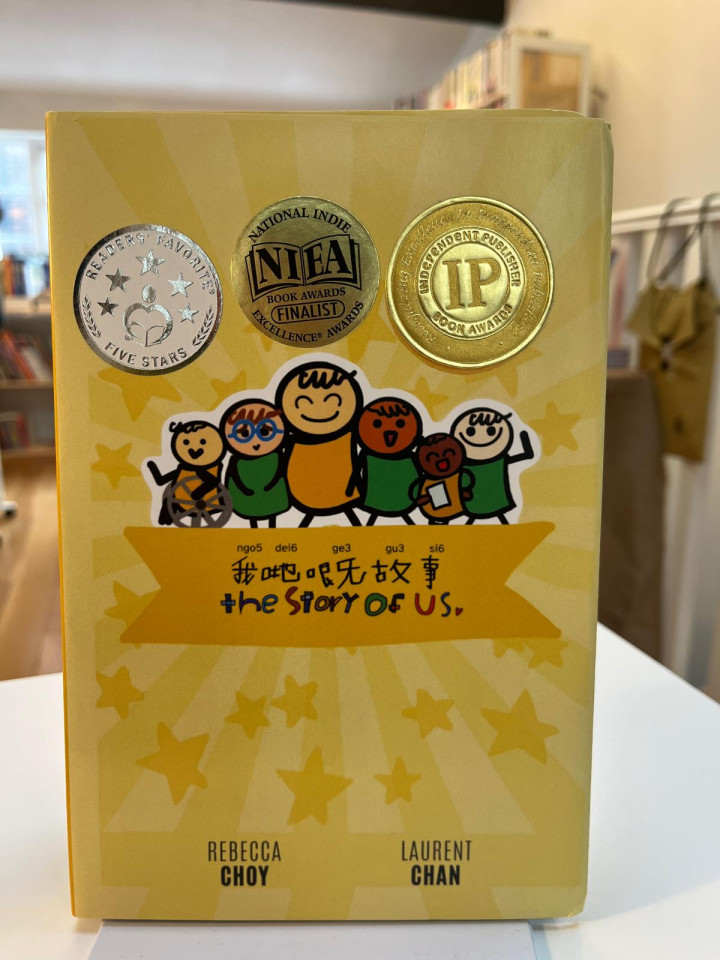 READERS' FAVORITE
FIVE STARS
NATIONAL INDIE
NIEA
BOOK AWARDS
FINALIST
EXCELLENCE® AWARDS
INDEPENDENT PUBLISHER
IP
BOOK AWARDS
ngo5 dei6 ge3 gu3 si6
我哋嘅故事
the Story Of US.
REBECCA CHOY
LAURENT CHAN